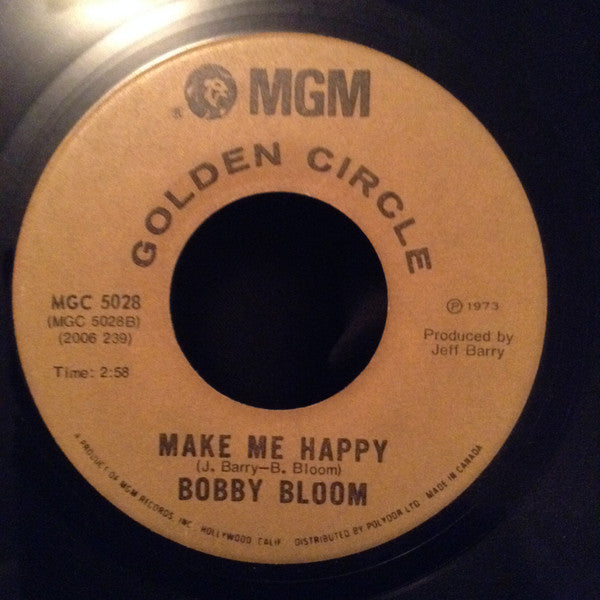 ® MGM
GOLDEN CIRCLE
MGC 5028
(MGC 5028B)
(2006 239)
Time: 2:58
Ⓟ 1973
Produced by
Jeff Barry
MAKE ME HAPPY
(J. Barry—B. Bloom)
BOBBY BLOOM
A PRODUCT OF MGM RECORDS, INC. HOLLYWOOD CALIF. DISTRIBUTED BY POLYDOR LTD. MADE IN CANADA